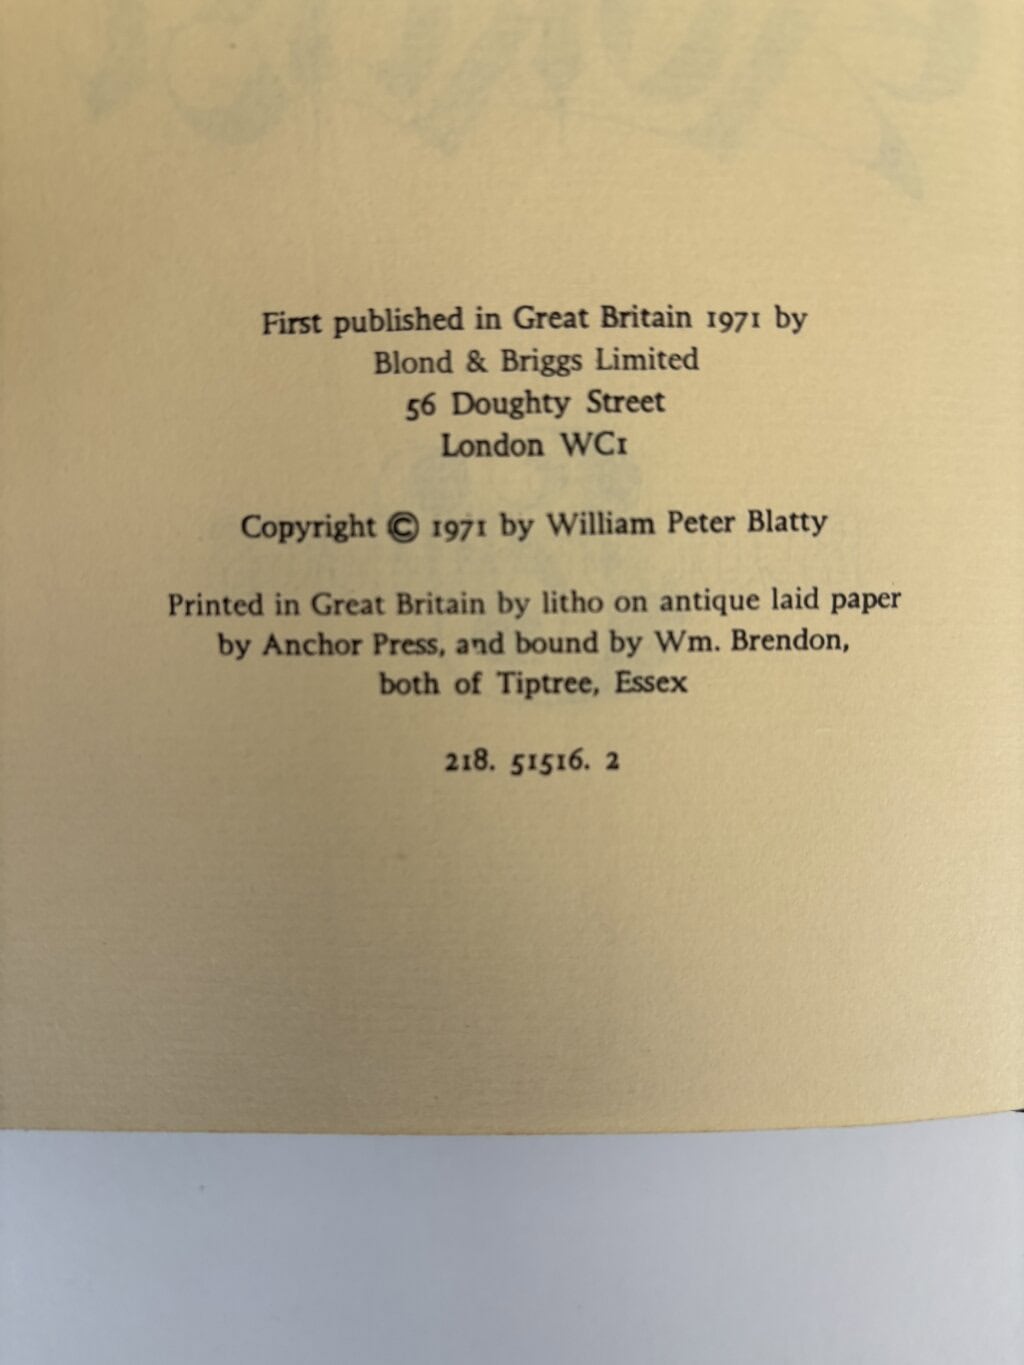 First published in Great Britain 1971 by
Blond & Briggs Limited
56 Doughty Street
London WC1
Copyright © 1971 by William Peter Blatty
Printed in Great Britain by litho on antique laid paper
by Anchor Press, and bound by Wm. Brendon,
both of Tiptree, Essex
218. 51516. 2